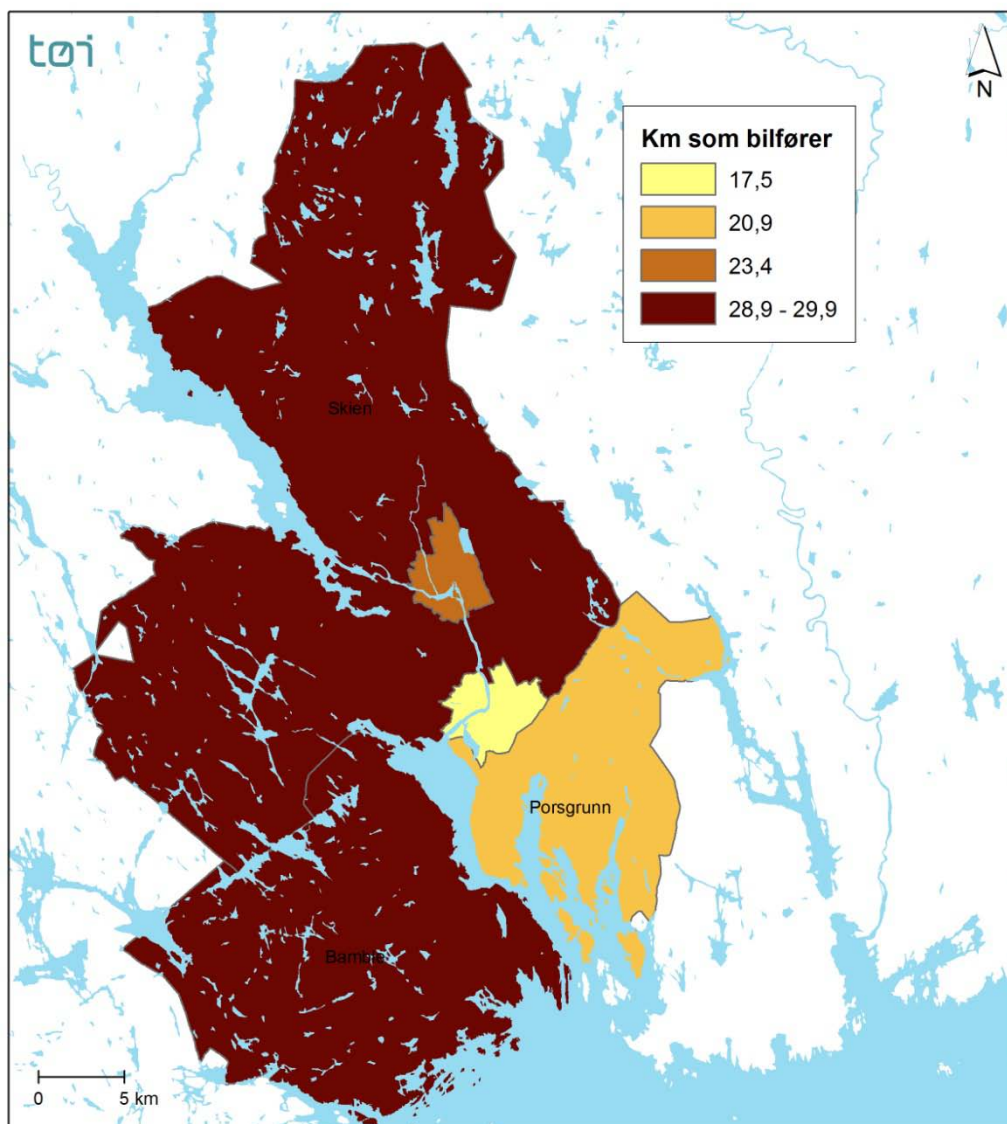 tøi
N
Km som bilfører
17,5
20,9
23,4
28,9 - 29,9
Skien
Porsgrunn
Bamble
0 5 km